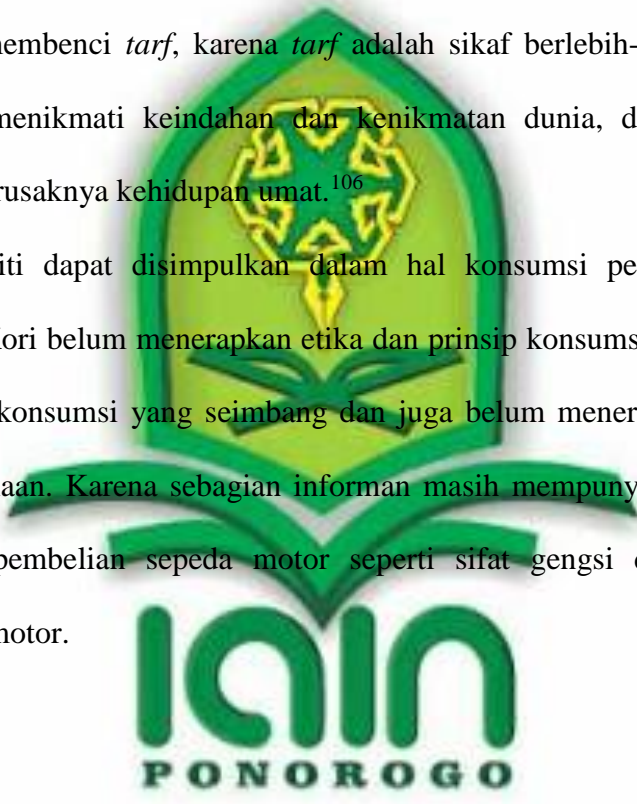 membenci tarf, karena tarf adalah sikaf berlebih-
menikmati keindahan dan kenikmatan dunia, d
rusaknya kehidupan umat.106
iti dapat disimpulkan dalam hal konsumsi pe
ori belum menerapkan etika dan prinsip konsums
konsumsi yang seimbang dan juga belum mener
aan. Karena sebagian informan masih mempuny
pembelian sepeda motor seperti sifat gengsi
motor.
iain
PONOROGO